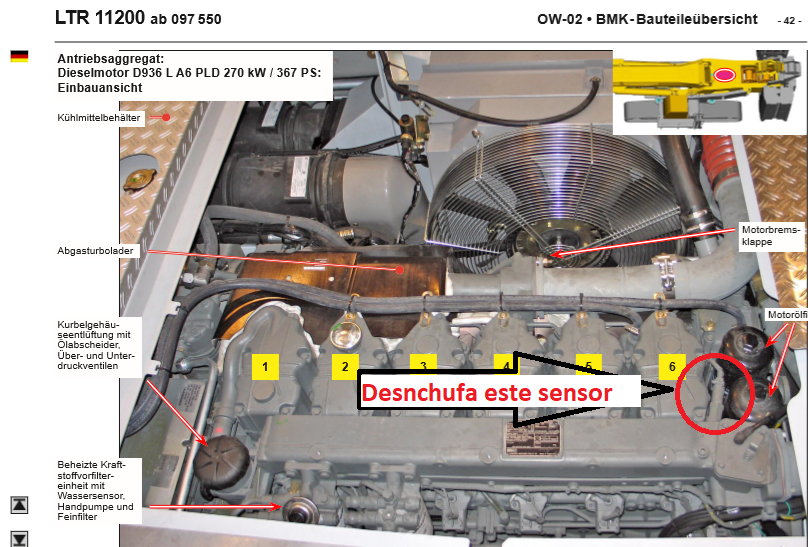 LTR 11200 ab 097 550
OW-02 • BMK-Bauteileübersicht - 42 -
Antriebsaggregat:
Dieselmotor D936 L A6 PLD 270 kW / 367 PS:
Einbauansicht
Kühlmittelbehälter
Motorbrems-
klappe
Abgasturbolader
Motorölfi
Kurbelgehäu-
seentlüftung mit
Ölabscheider,
Über- und Unter-
druckventilen
1 2 3 4 5 6
Desnchufa este sensor
Beheizte Kraft-
stoffvorfilter-
einheit mit
Wassersensor,
Handpumpe und
Feinfilter